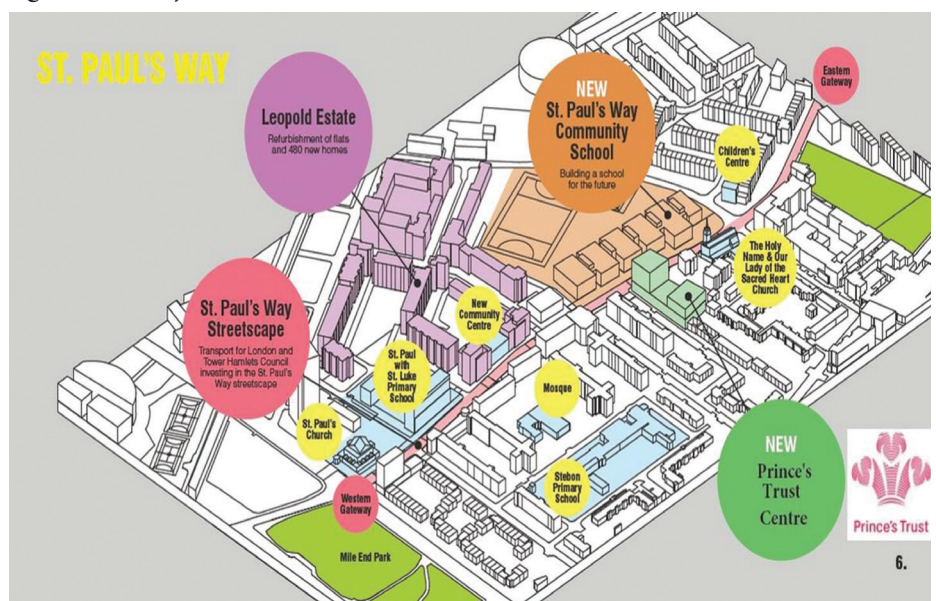 ST. PAUL'S WAY
Leopold Estate
Refurbishment of flats
and 480 new homes
NEW
St. Paul's Way
Community
School
Building a school
for the future
Eastern
Gateway
Children's
Centre
The Holy
Name & Our
Lady of the
Sacred Heart
Church
St. Paul's Way
Streetscape
Transport for London and
Tower Hamlets Council
investing in the St. Paul's
Way streetscape
New
Community
Centre
St. Paul
with
St. Luke
Primary
School
Mosque
St. Paul's
Church
Stebon
Primary
School
Western
Gateway
Mile End Park
NEW
Prince's
Trust
Centre
Prince's Trust
6.